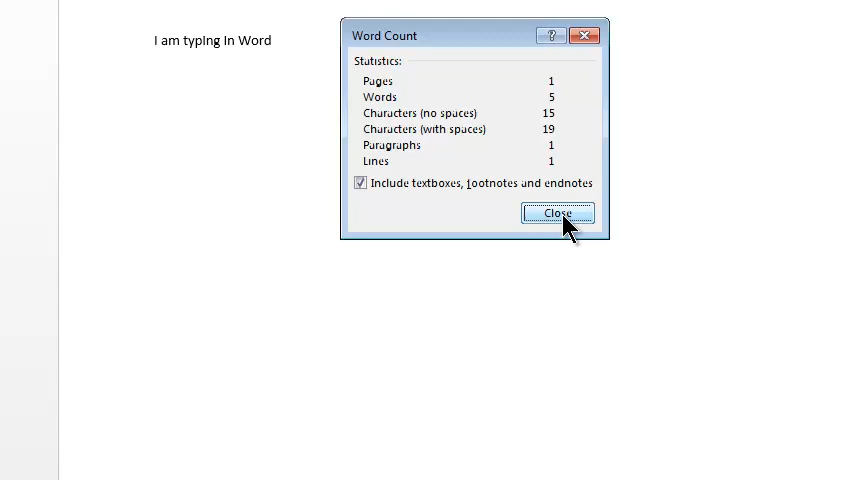 I am typing in Word
Word Count
?
Statistics:
Pages 1
Words 5
Characters (no spaces) 15
Characters (with spaces) 19
Paragraphs 1
Lines 1
Include textboxes, footnotes and endnotes
Close